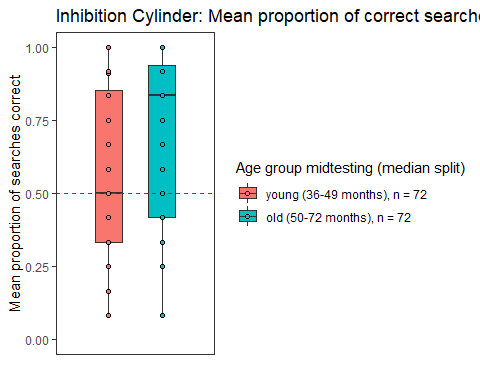 Inhibition Cylinder: Mean proportion of correct
Mean proportion of searches correct
1.00
0.75
0.50
0.25
0.00
Age group midtesting (median split)
young (36-49 months), n = 72
old (50-72 months), n = 72